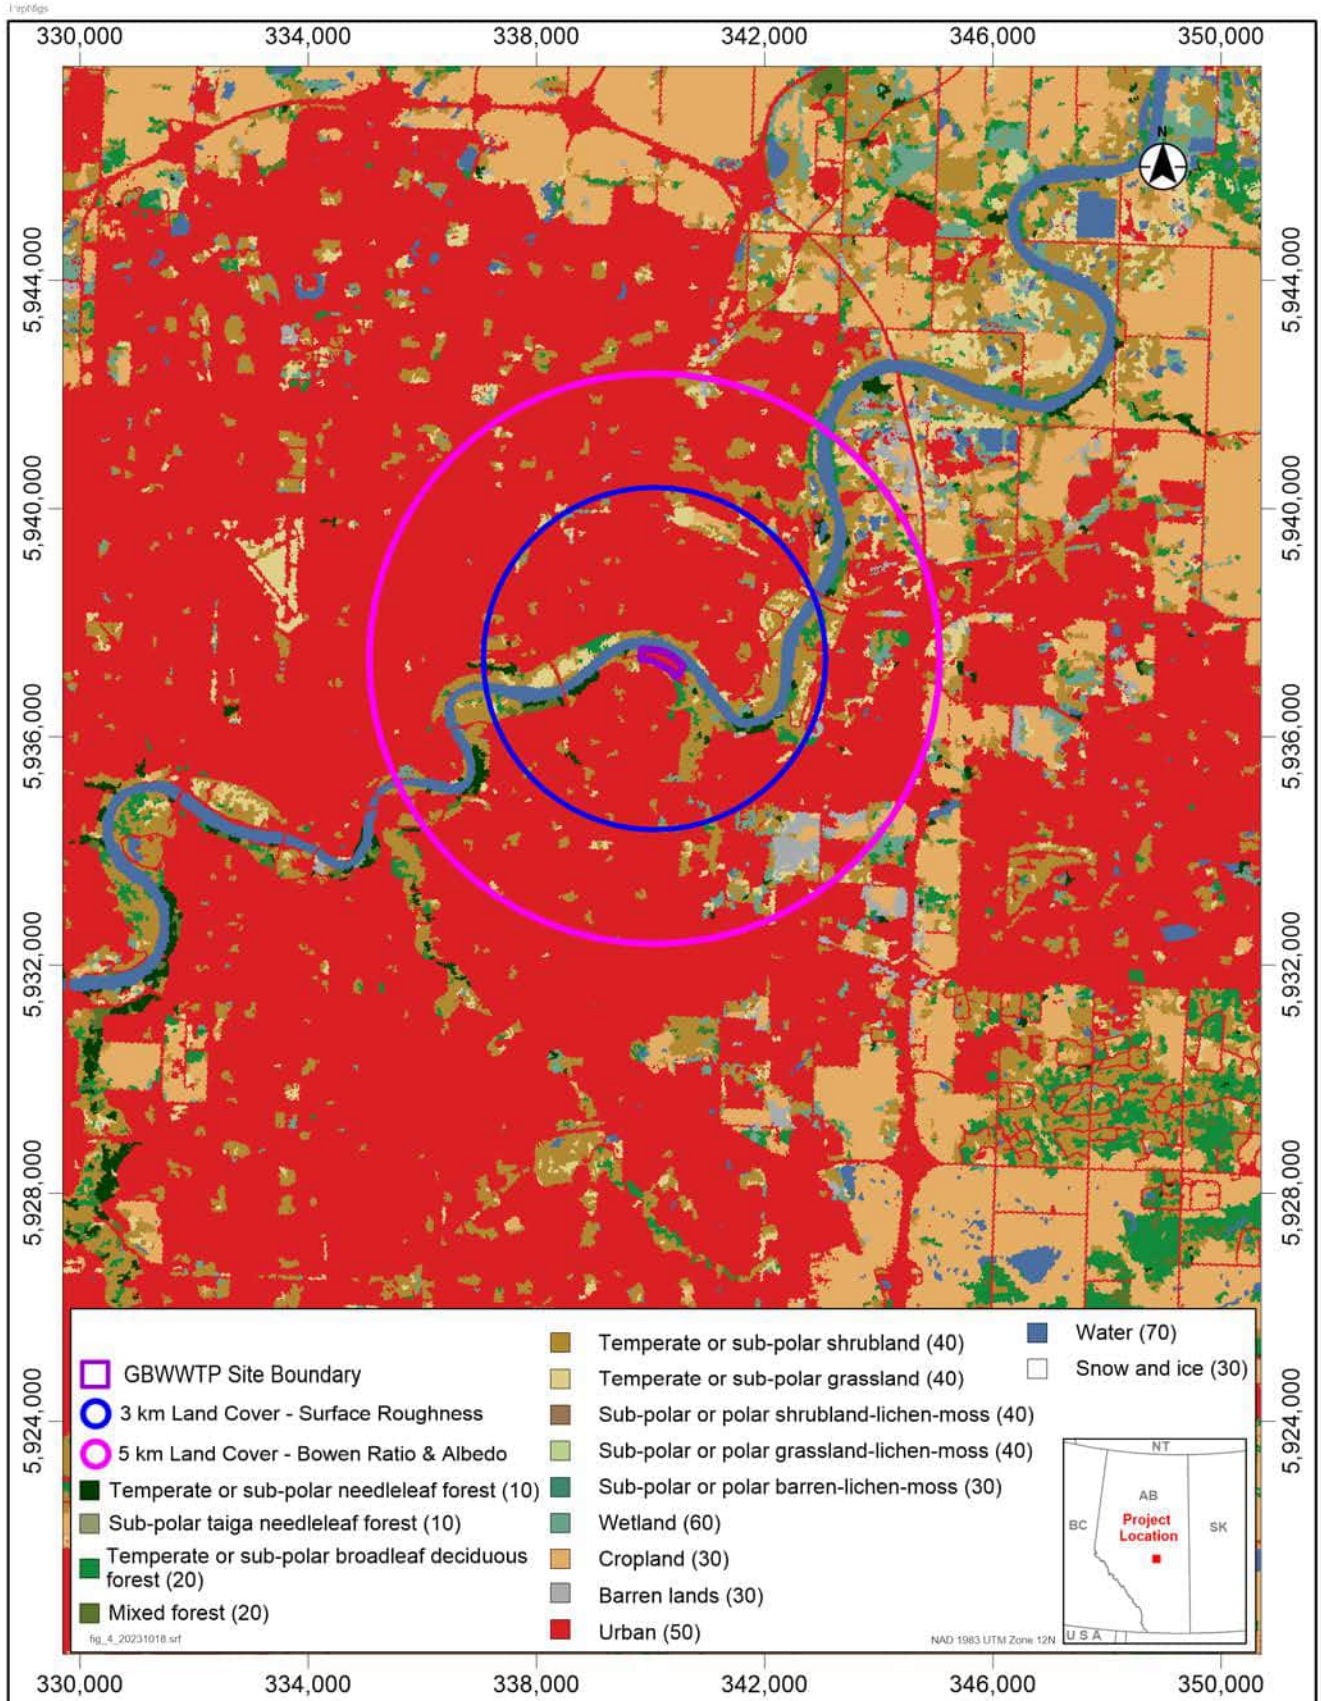 330,000 334,000 338,000 342,000 346,000 350,000
N
5,944,000 5,944,000
5,940,000 5,940,000
5,936,000 5,936,000
5,932,000 5,932,000
5,928,000 5,928,000
5,924,000 5,924,000
GBWWTP Site Boundary
3 km Land Cover - Surface Roughness
5 km Land Cover - Bowen Ratio & Albedo
Temperate or sub-polar needleleaf forest (10)
Sub-polar taiga needleleaf forest (10)
Temperate or sub-polar broadleaf deciduous
forest (20)
Mixed forest (20)
Temperate or sub-polar shrubland (40)
Temperate or sub-polar grassland (40)
Sub-polar or polar shrubland-lichen-moss (40)
Sub-polar or polar grassland-lichen-moss (40)
Sub-polar or polar barren-lichen-moss (30)
Wetland (60)
Cropland (30)
Barren lands (30)
Urban (50)
Water (70)
Snow and ice (30)
NT
AB
BC
SK
Project
Location
USA
fig_4_20231018.srf
NAD 1983 UTM Zone 12N
330,000 334,000 338,000 342,000 346,000 350,000